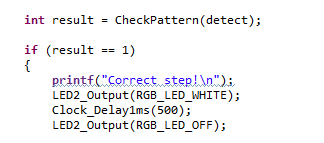 int result = CheckPattern(detect);
if (result == 1)
{
printf("Correct step!\n");
LED2_Output(RGB_LED_WHITE);
Clock_Delay1ms(500);
LED2_Output(RGB_LED_OFF);